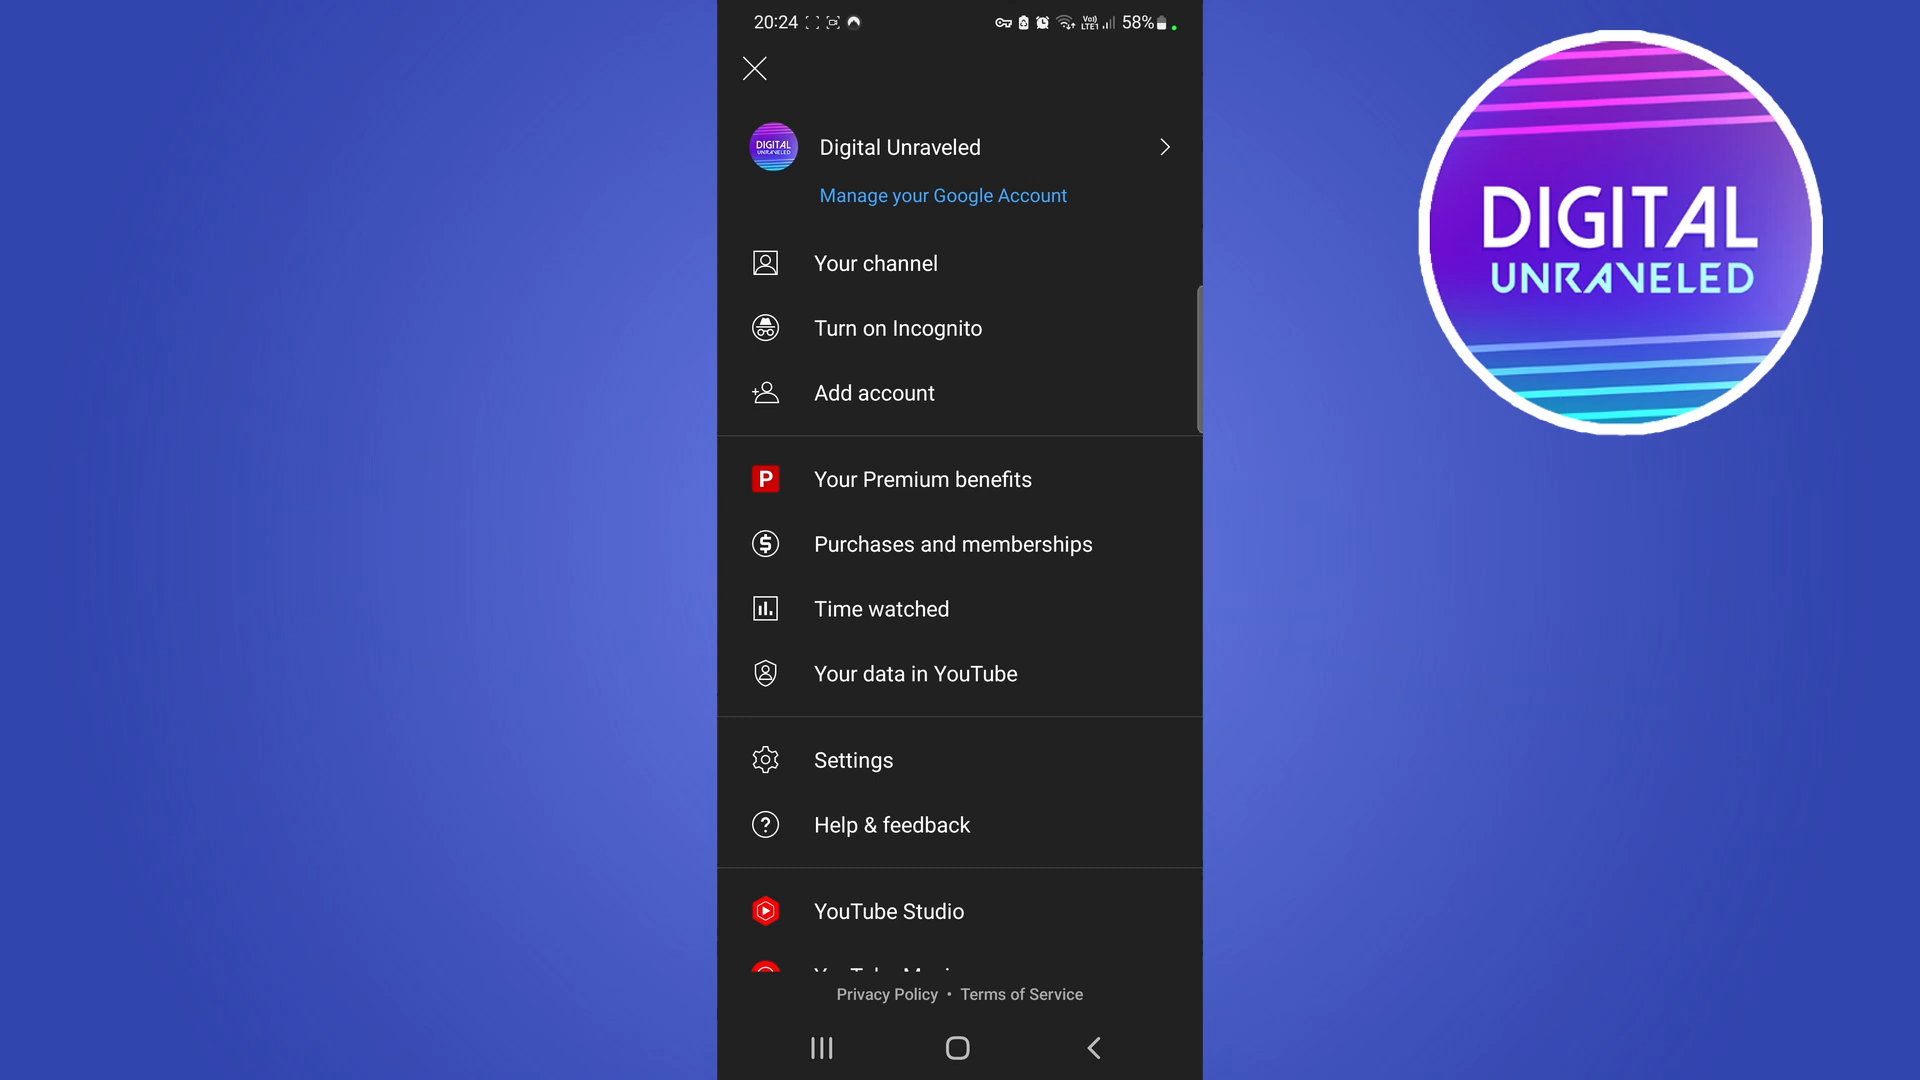 20:24
Vo)) LTE1 58%
Digital Unraveled
DIGITAL
UNRAVELED
Manage your Google Account
Your channel
Turn on Incognito
Add account
P Your Premium benefits
Purchases and memberships
Time watched
Your data in YouTube
Settings
Help & feedback
YouTube Studio
Privacy Policy • Terms of Service
DIGITAL
UNRAVELED